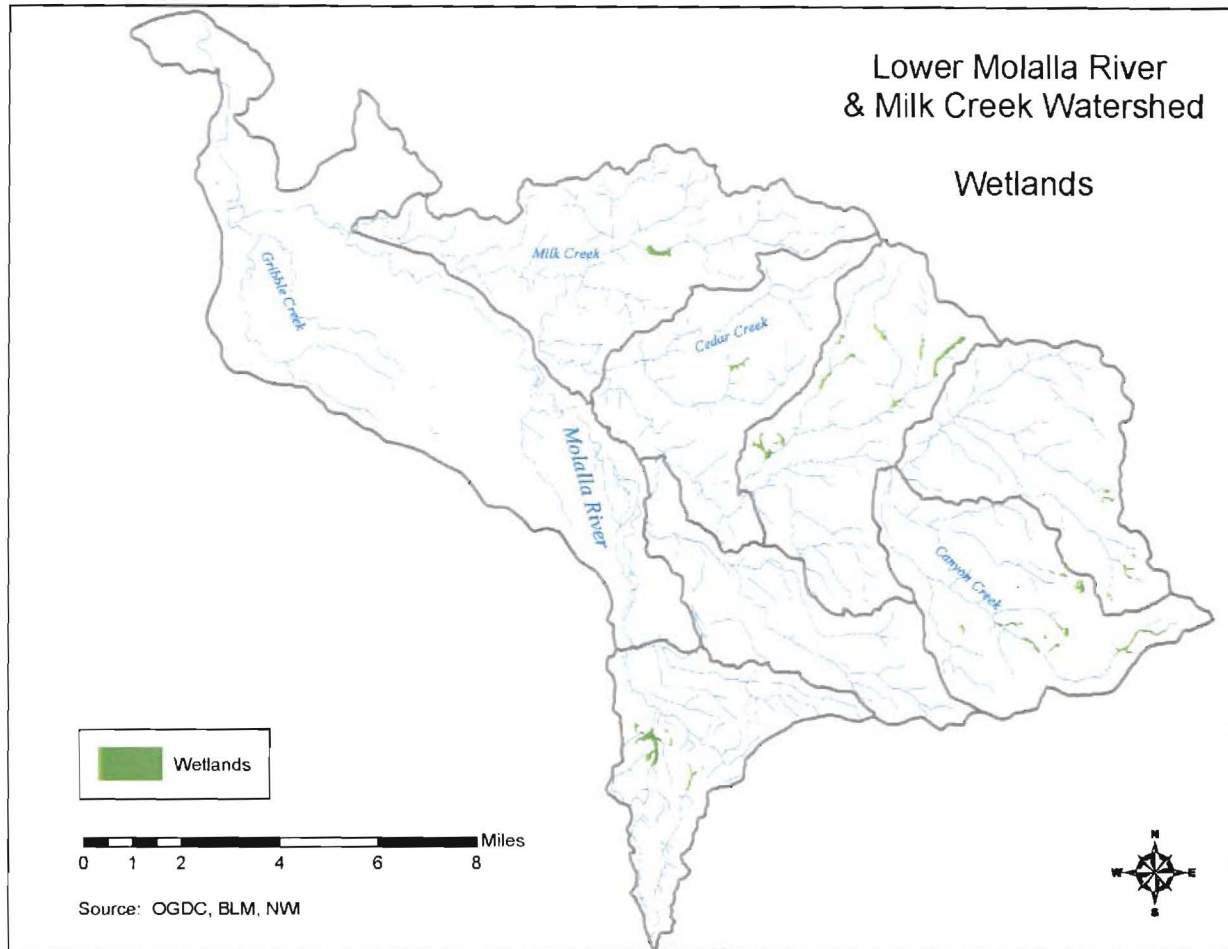 Lower Molalla River
& Milk Creek Watershed
Wetlands
Milk Creek
Gribble Creek
Cedar Creek
Molalla River
Canyon Creek
Wetlands
Miles
0 1 2 4 6 8
Source: OGDC, BLM, NWI
N
W E
S